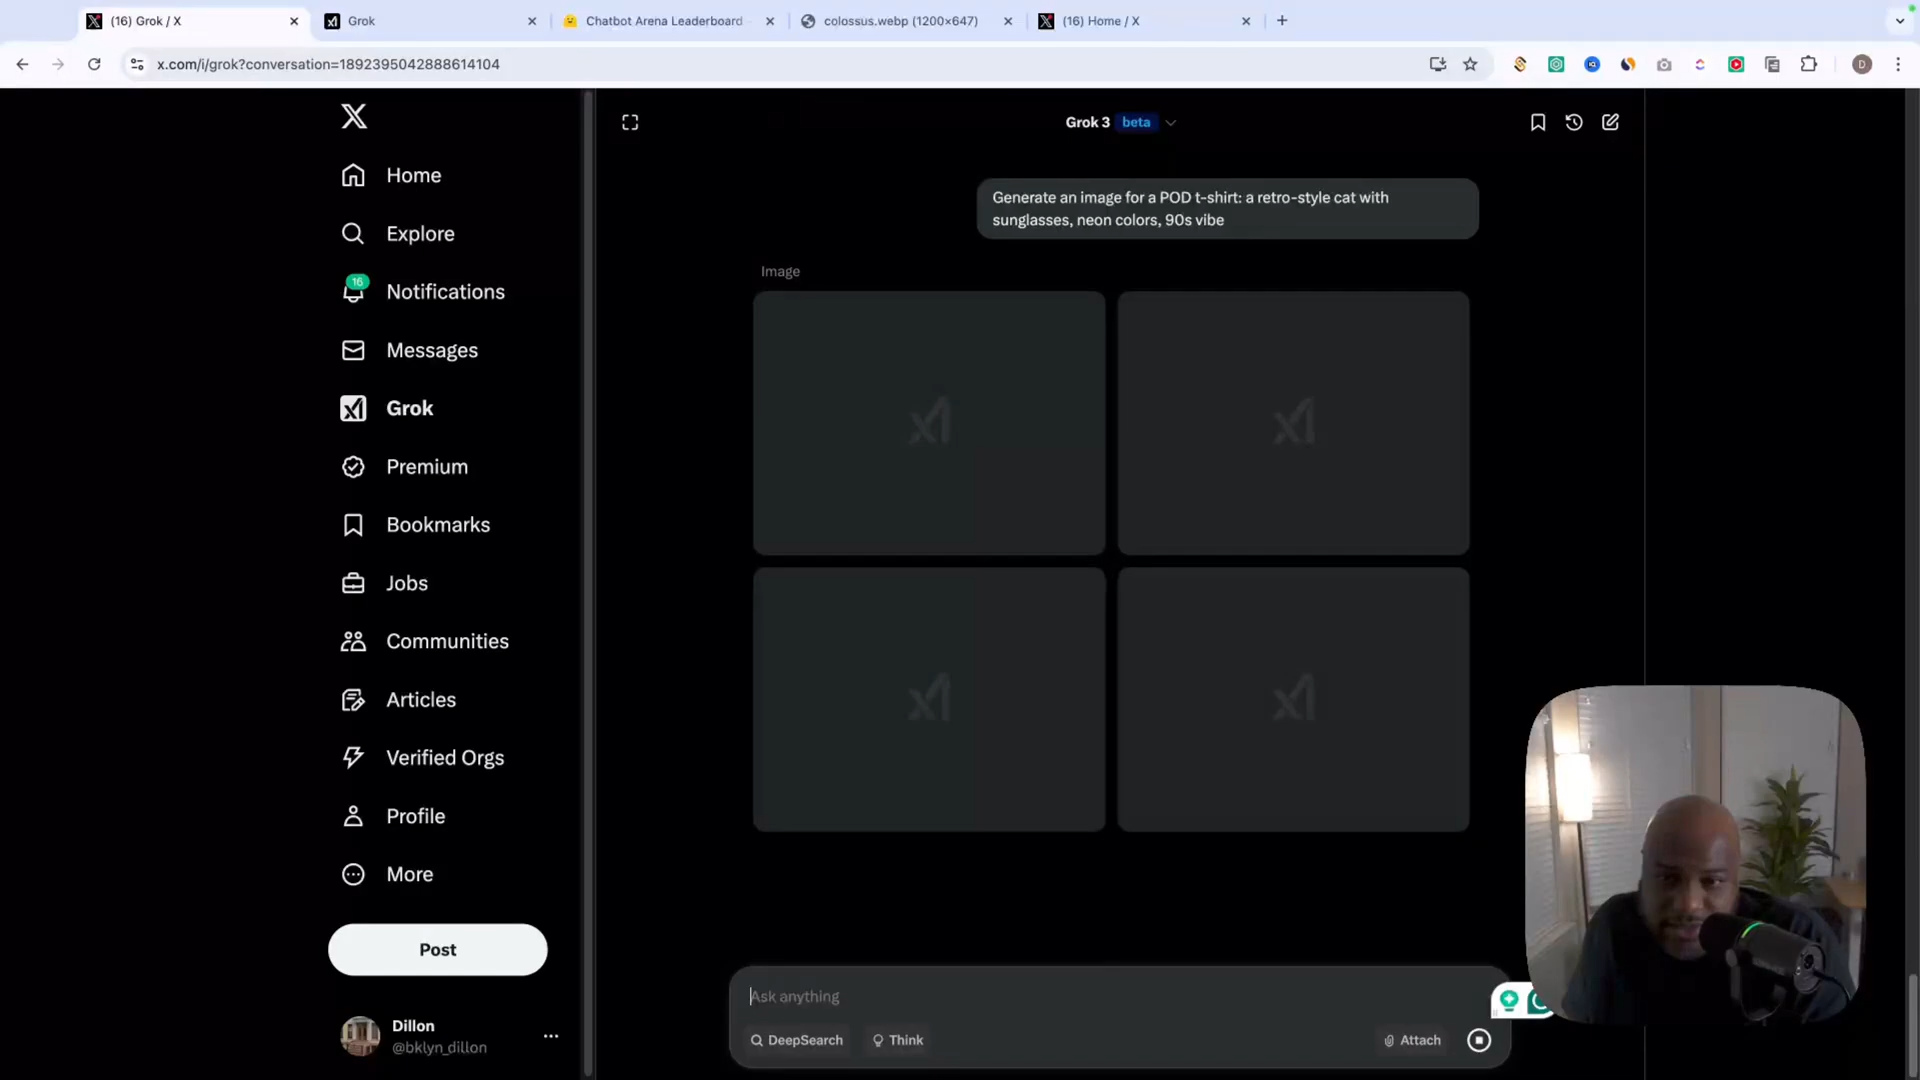 (16) Grok / X
Grok
Chatbot Arena Leaderboard
colossus.webp (1200×647)
(16) Home / X
x.com/i/grok?conversation=1892395042888614104
D
Home
Explore
16
Notifications
Messages
Grok
Premium
Bookmarks
Jobs
Communities
Articles
Verified Orgs
Profile
More
Post
Dillon
@bklyn_dillon
Grok 3 beta
Generate an image for a POD t-shirt: a retro-style cat with
sunglasses, neon colors, 90s vibe
Image
Ask anything
DeepSearch
Think
Attach